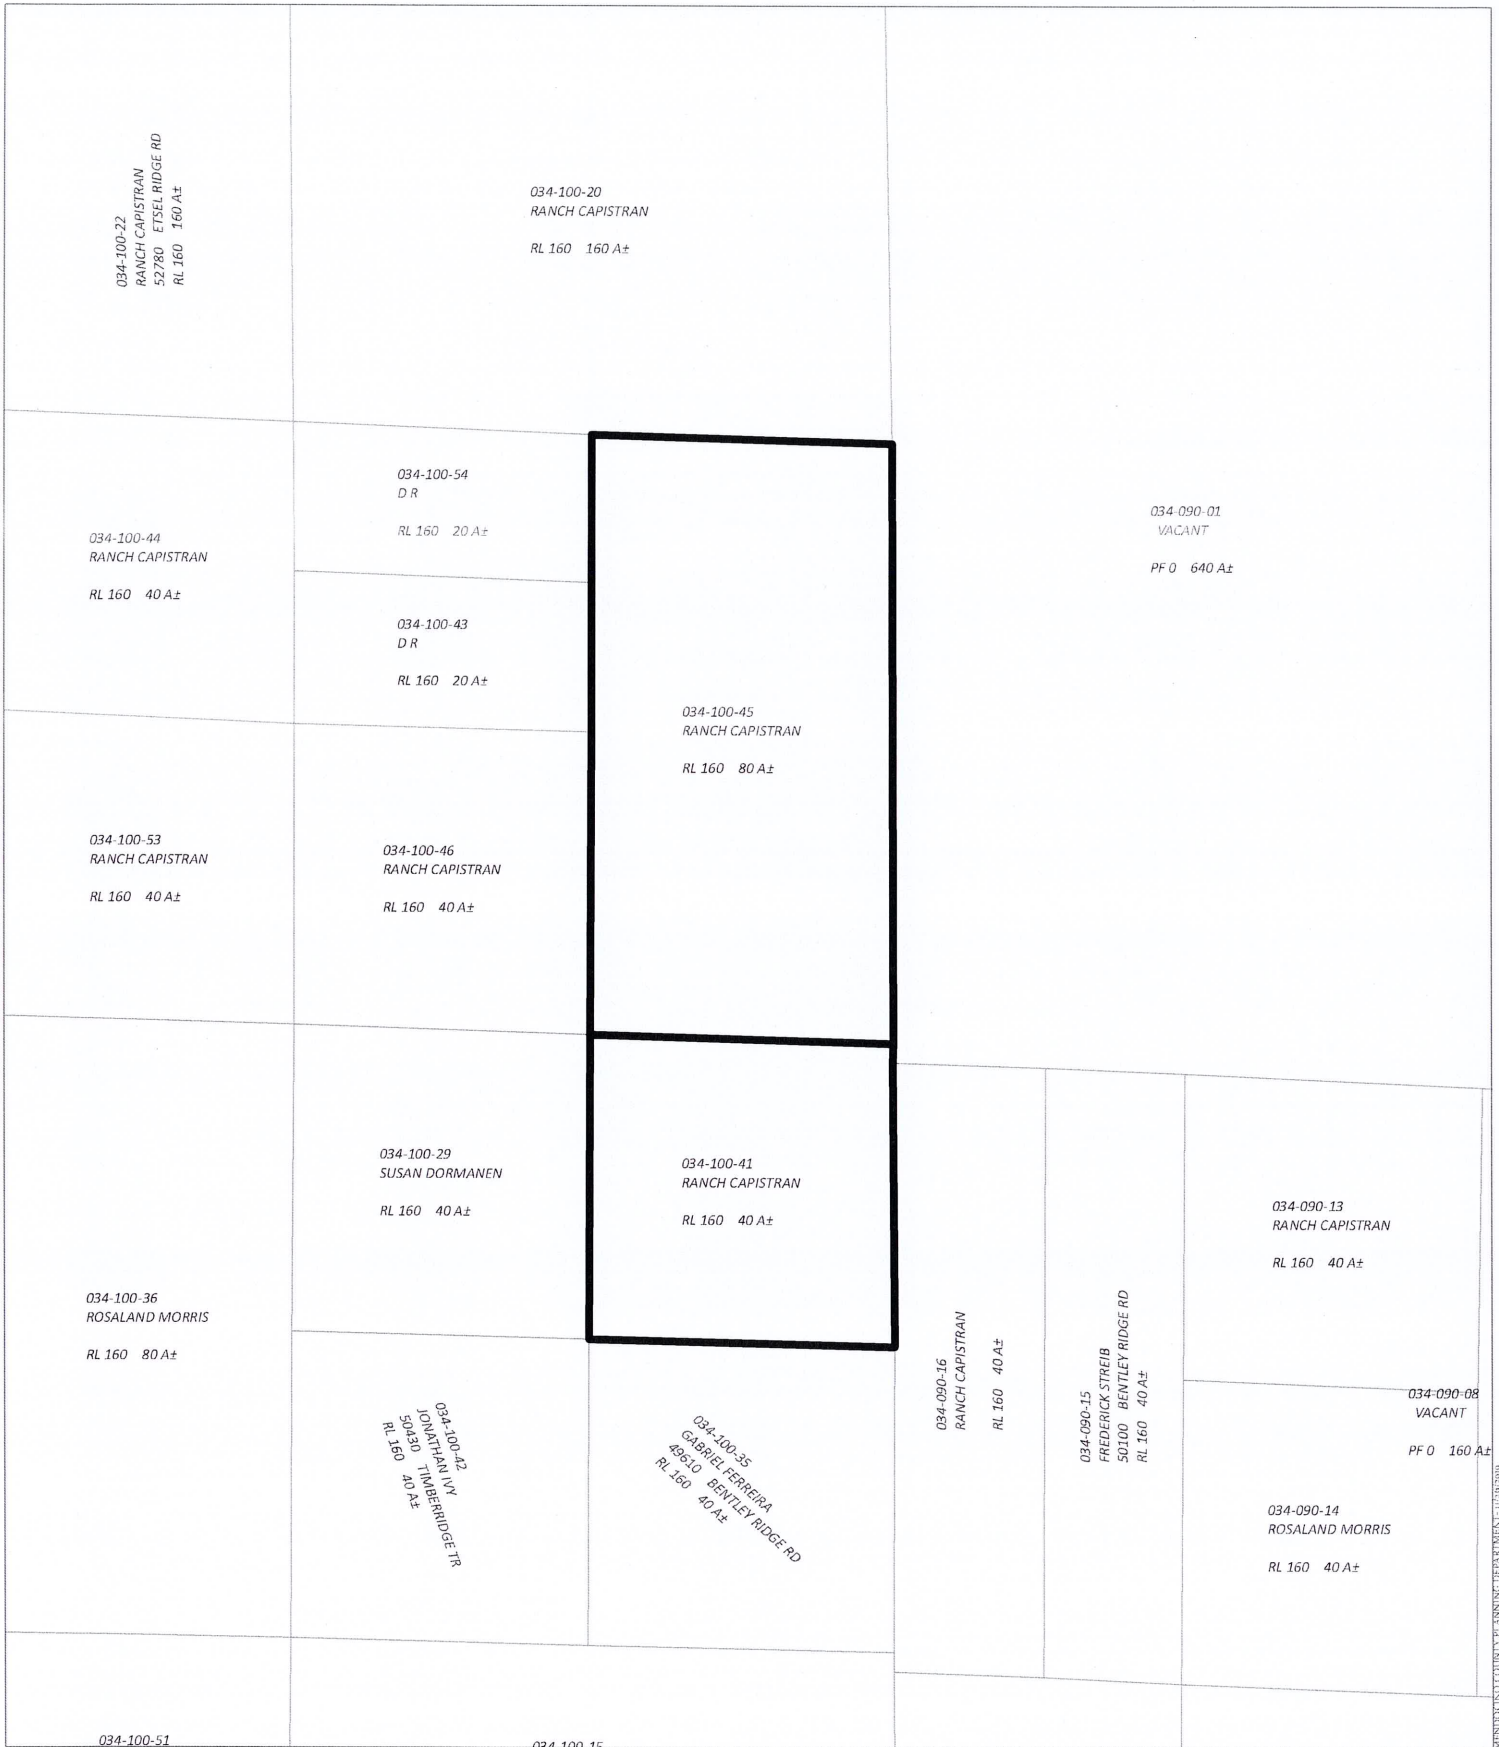 034-100-22
RANCH CAPISTRAN
52780 ETSEL RIDGE RD
RL 160 160 A±
034-100-20
RANCH CAPISTRAN
RL 160 160 A±
034-100-54
D R
RL 160 20 A±
034-090-01
VACANT
PF 0 640 A±
034-100-44
RANCH CAPISTRAN
RL 160 40 A±
034-100-43
D R
RL 160 20 A±
034-100-45
RANCH CAPISTRAN
RL 160 80 A±
034-100-53
RANCH CAPISTRAN
RL 160 40 A±
034-100-46
RANCH CAPISTRAN
RL 160 40 A±
034-100-29
SUSAN DORMANEN
RL 160 40 A±
034-100-41
RANCH CAPISTRAN
RL 160 40 A±
034-090-13
RANCH CAPISTRAN
RL 160 40 A±
034-100-36
ROSALAND MORRIS
RL 160 80 A±
034-090-16
RANCH CAPISTRAN
RL 160 40 A±
034-090-15
FREDERICK STREIB
50100 BENTLEY RIDGE RD
RL 160 40 A±
034-090-08
VACANT
PF 0 160 A±
034-100-42
JONATHAN IVY
50430 TIMBERRIDGE TR
RL 160 40 A±
034-100-35
GABRIEL FERREIRA
49610 BENTLEY RIDGE RD
RL 160 40 A±
034-090-14
ROSALAND MORRIS
RL 160 40 A±
034-100-51
034-100-15
COUNTY PLANNING DEPARTMENT